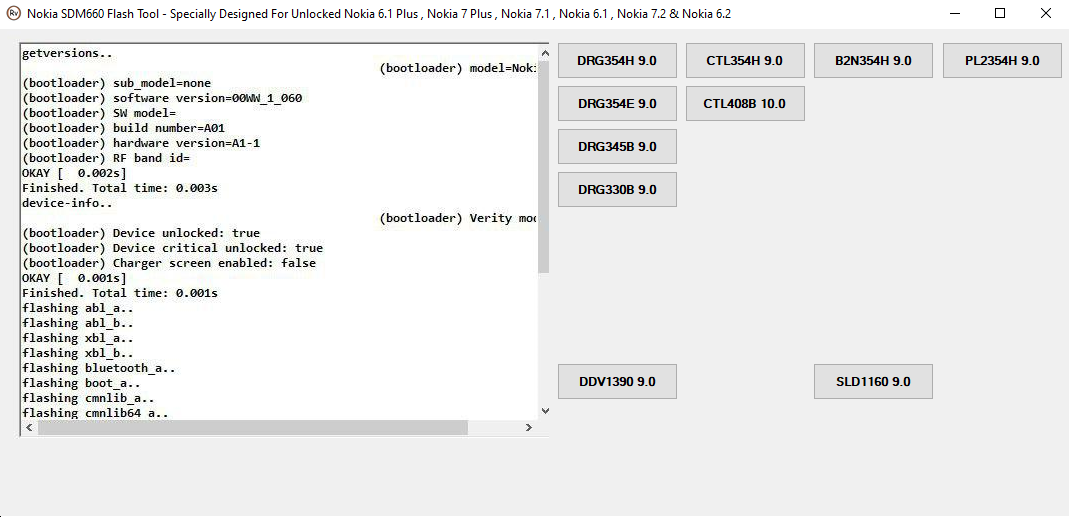 Rv Nokia SDM660 Flash Tool - Specially Designed For Unlocked Nokia 6.1 Plus , Nokia 7 Plus , Nokia 7.1 , Nokia 6.1 , Nokia 7.2 & Nokia 6.2
getversions..
(bootloader) model=Noki
(bootloader) sub_model=none
(bootloader) software version=00WW_1_060
(bootloader) SW model=
(bootloader) build number=A01
(bootloader) hardware version=A1-1
(bootloader) RF band id=
OKAY [  0.002s]
Finished. Total time: 0.003s
device-info..
(bootloader) Verity mod
(bootloader) Device unlocked: true
(bootloader) Device critical unlocked: true
(bootloader) Charger screen enabled: false
OKAY [  0.001s]
Finished. Total time: 0.001s
flashing abl_a..
flashing abl_b..
flashing xbl_a..
flashing xbl_b..
flashing bluetooth_a..
flashing boot_a..
flashing cmnlib_a..
flashing cmnlib64_a..
DRG354H 9.0 CTL354H 9.0 B2N354H 9.0 PL2354H 9.0
DRG354E 9.0 CTL408B 10.0
DRG345B 9.0
DRG330B 9.0
DDV1390 9.0 SLD1160 9.0